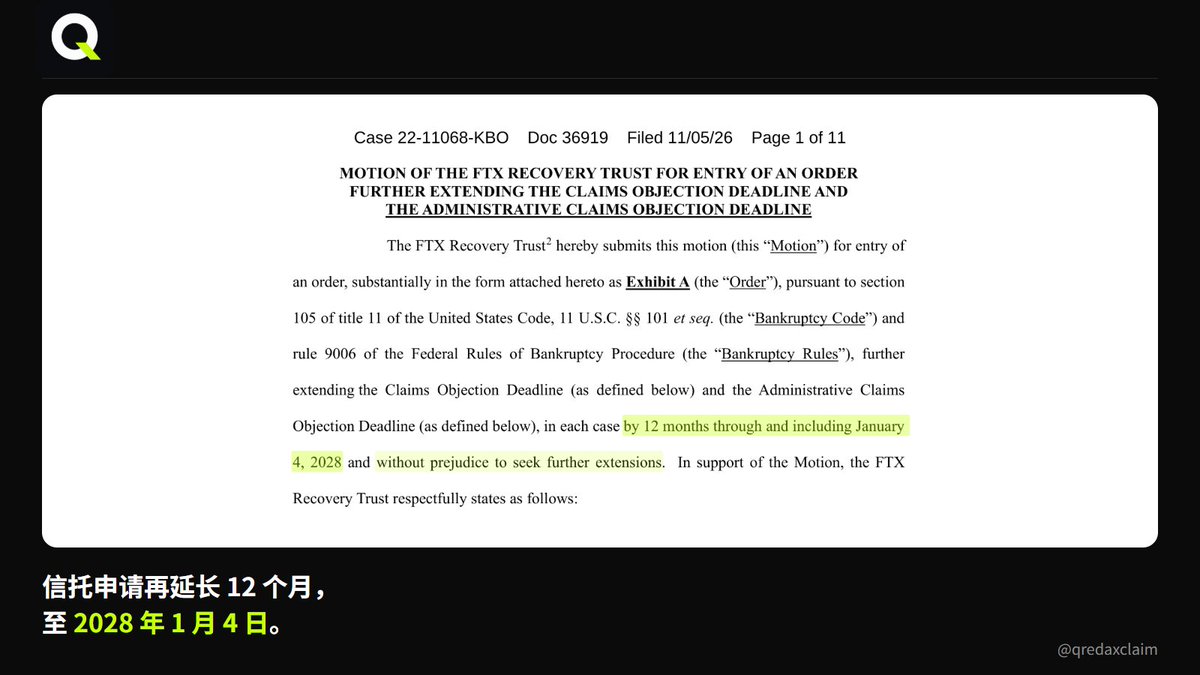 Q
Case 22-11068-KBO Doc 36919 Filed 11/05/26 Page 1 of 11
MOTION OF THE FTX RECOVERY TRUST FOR ENTRY OF AN ORDER
FURTHER EXTENDING THE CLAIMS OBJECTION DEADLINE AND
THE ADMINISTRATIVE CLAIMS OBJECTION DEADLINE
The FTX Recovery Trust² hereby submits this motion (this “Motion”) for entry of
an order, substantially in the form attached hereto as Exhibit A (the “Order”), pursuant to section
105 of title 11 of the United States Code, 11 U.S.C. §§ 101 et seq. (the “Bankruptcy Code”) and
rule 9006 of the Federal Rules of Bankruptcy Procedure (the “Bankruptcy Rules”), further
extending the Claims Objection Deadline (as defined below) and the Administrative Claims
Objection Deadline (as defined below), in each case by 12 months through and including January
4, 2028 and without prejudice to seek further extensions. In support of the Motion, the FTX
Recovery Trust respectfully states as follows:
信托申请再延长 12 个月，
至 2028 年 1 月 4 日。
@qredaxclaim